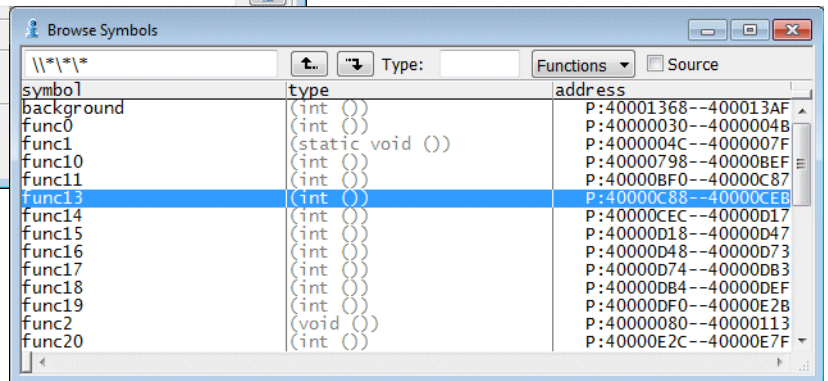 Browse Symbols
\\*\*\* Type: Functions Source
symbol type address
background (int ()) P:40001368--400013AF
func0 (int ()) P:40000030--4000004B
func1 (static void ()) P:4000004C--4000007F
func10 (int ()) P:40000798--40000BEF
func11 (int ()) P:40000BF0--40000C87
func13 (int ()) P:40000C88--40000CEB
func14 (int ()) P:40000CEC--40000D17
func15 (int ()) P:40000D18--40000D47
func16 (int ()) P:40000D48--40000D73
func17 (int ()) P:40000D74--40000DB3
func18 (int ()) P:40000DB4--40000DEF
func19 (int ()) P:40000DF0--40000E2B
func2 (void ()) P:40000080--40000113
func20 (int ()) P:40000E2C--40000E7F